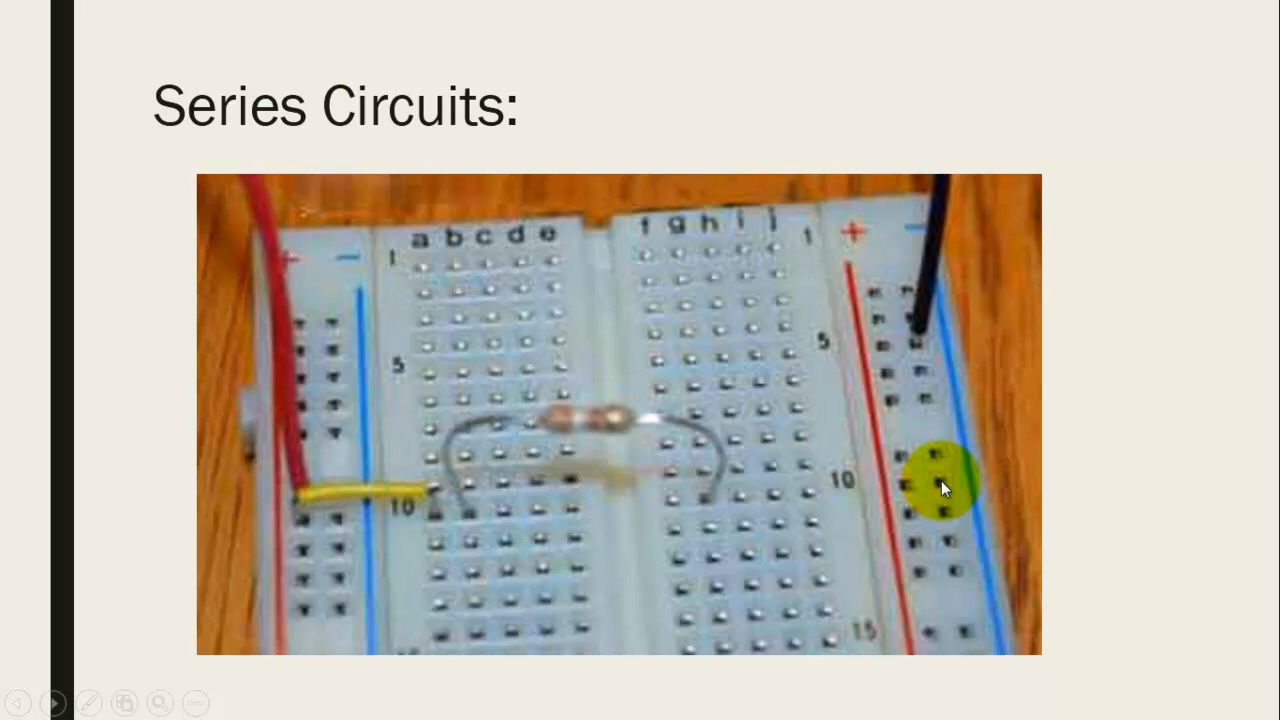 Series Circuits:
+ − a b c d e f g h i j + −
1 1
5 5
10 10
15